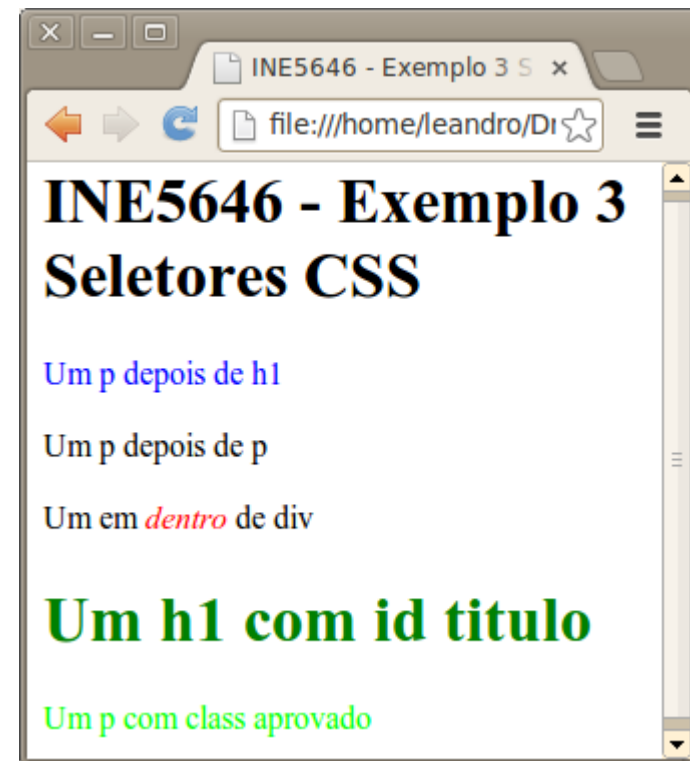 INE5646 - Exemplo 3 S
file:///home/leandro/Dr
INE5646 - Exemplo 3
Seletores CSS
Um p depois de h1
Um p depois de p
Um em dentro de div
Um h1 com id titulo
Um p com class aprovado